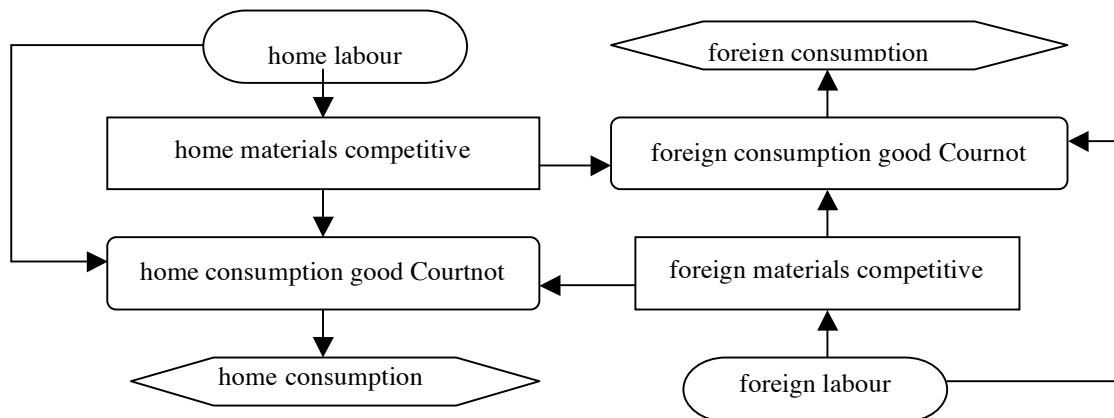 home labour
foreign consumption
home materials competitive
foreign consumption good Cournot
home consumption good Courtnot
foreign materials competitive
home consumption
foreign labour